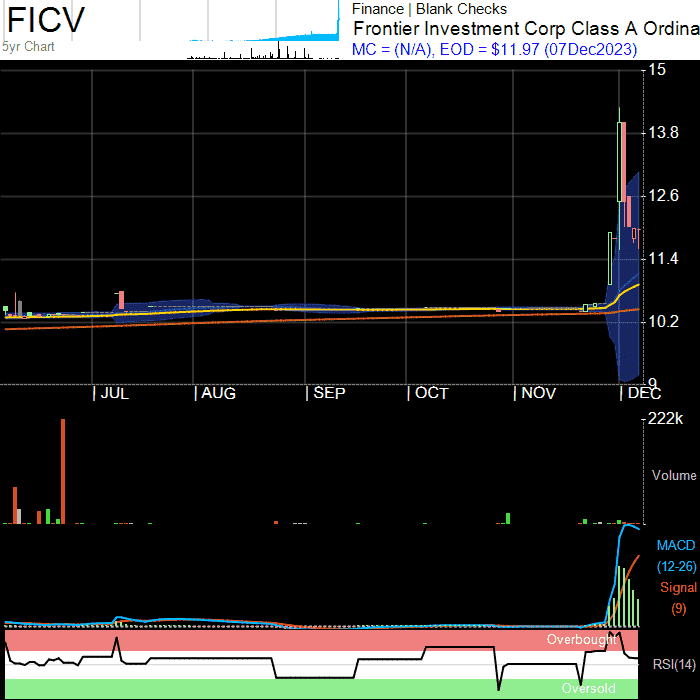 FICV
5yr Chart
Finance | Blank Checks
Frontier Investment Corp Class A Ordina
MC = (N/A), EOD = $11.97 (07Dec2023)
15
13.8
12.6
11.4
10.2
9
JUL
AUG
SEP
OCT
NOV
DEC
222k
Volume
MACD
(12-26)
Signal
(9)
Overbought
RSI(14)
Oversold